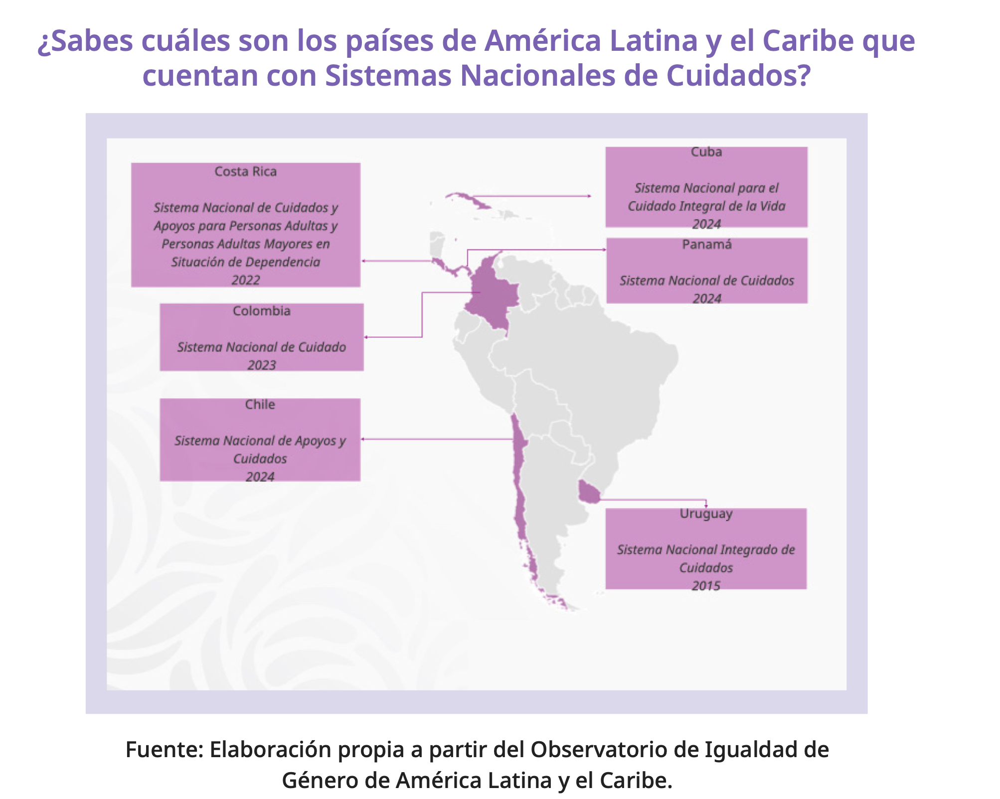 ¿Sabes cuáles son los países de América Latina y el Caribe que
cuentan con Sistemas Nacionales de Cuidados?
Costa Rica
Sistema Nacional de Cuidados y
Apoyos para Personas Adultas y
Personas Adultas Mayores en
Situación de Dependencia
2022
Cuba
Sistema Nacional para el
Cuidado Integral de la Vida
2024
Panamá
Sistema Nacional de Cuidados
2024
Colombia
Sistema Nacional de Cuidado
2023
Chile
Sistema Nacional de Apoyos y
Cuidados
2024
Uruguay
Sistema Nacional Integrado de
Cuidados
2015
Fuente: Elaboración propia a partir del Observatorio de Igualdad de
Género de América Latina y el Caribe.